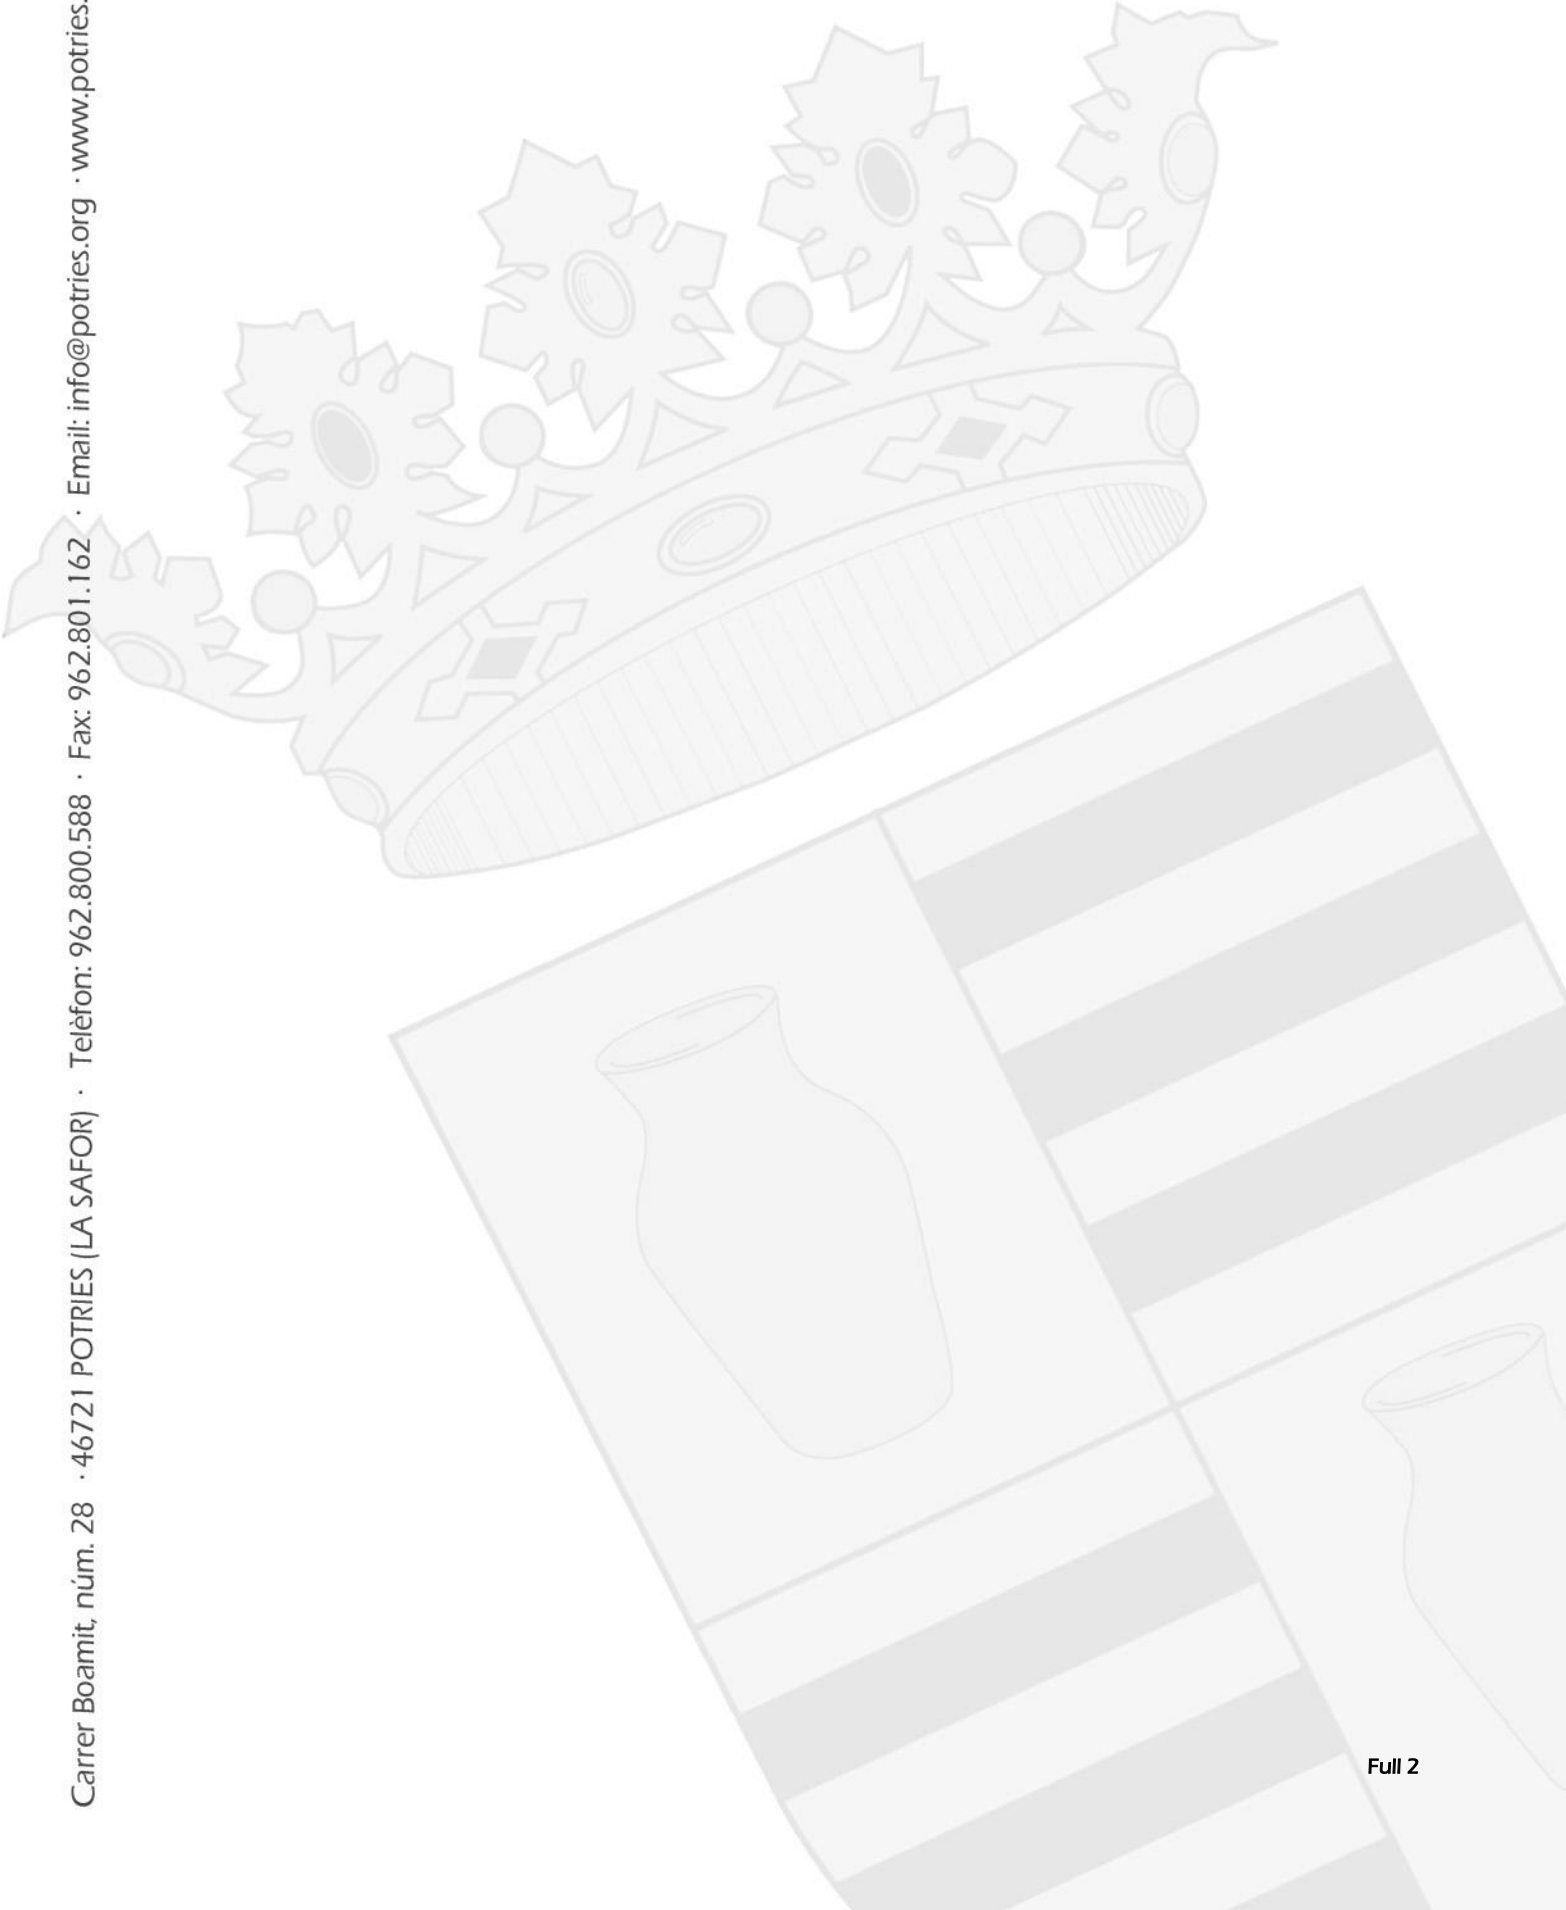 Carrer Boamit, núm. 28 · 46721 POTRIES (LA SAFOR) · Telèfon: 962.800.588 · Fax: 962.801.162 · Email: info@potries.org · www.potries.
Full 2